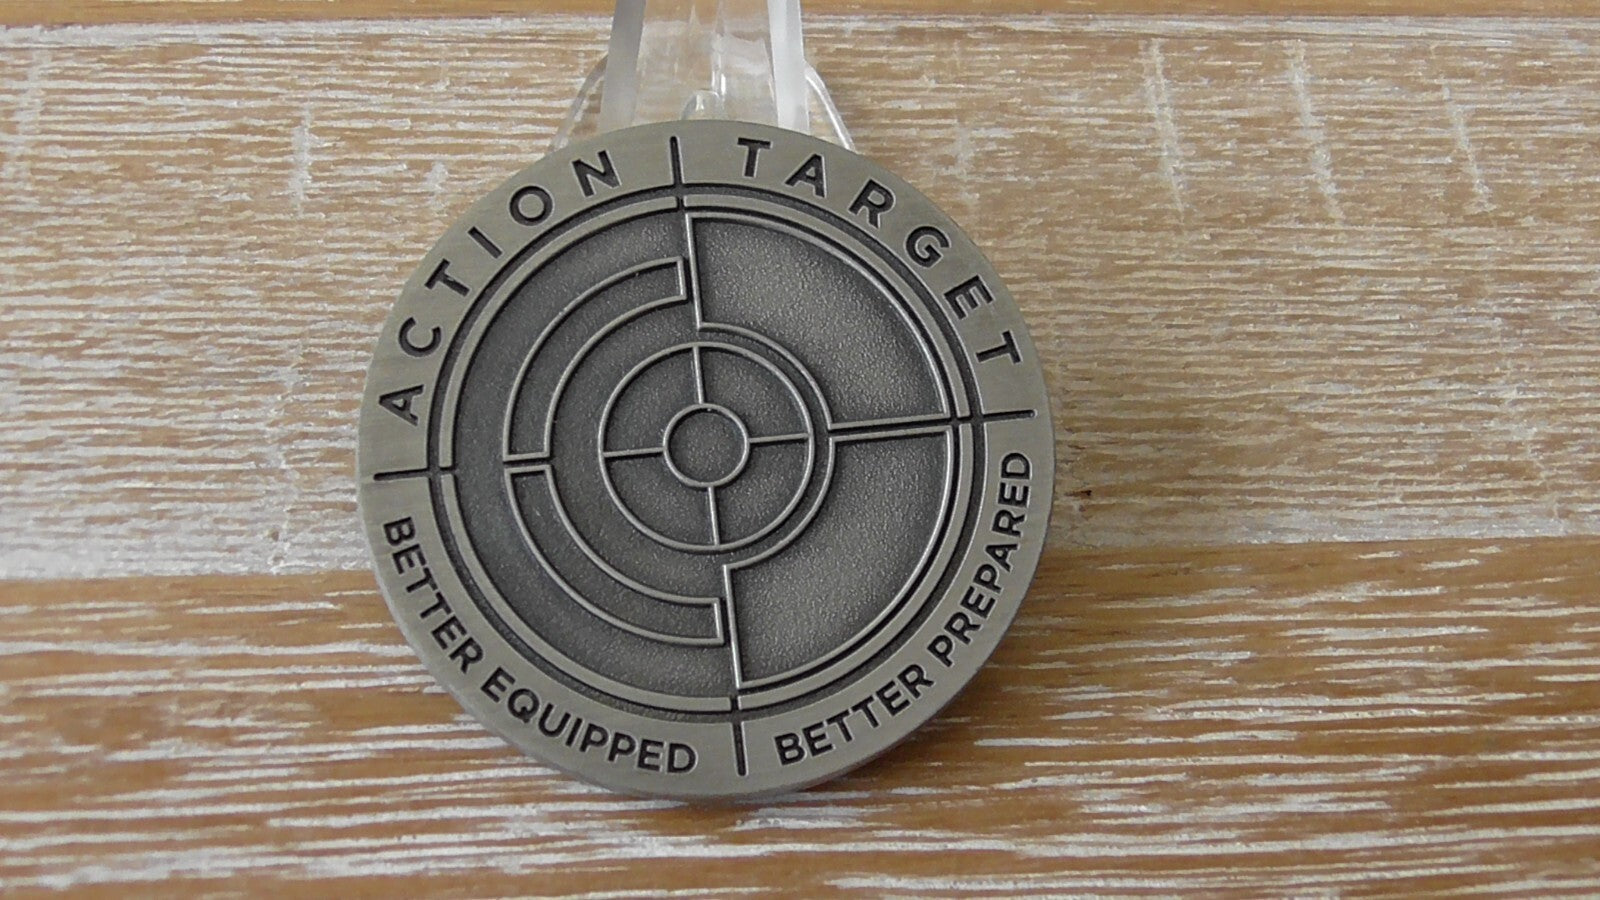 ACTION TARGET
BETTER EQUIPPED
BETTER PREPARED